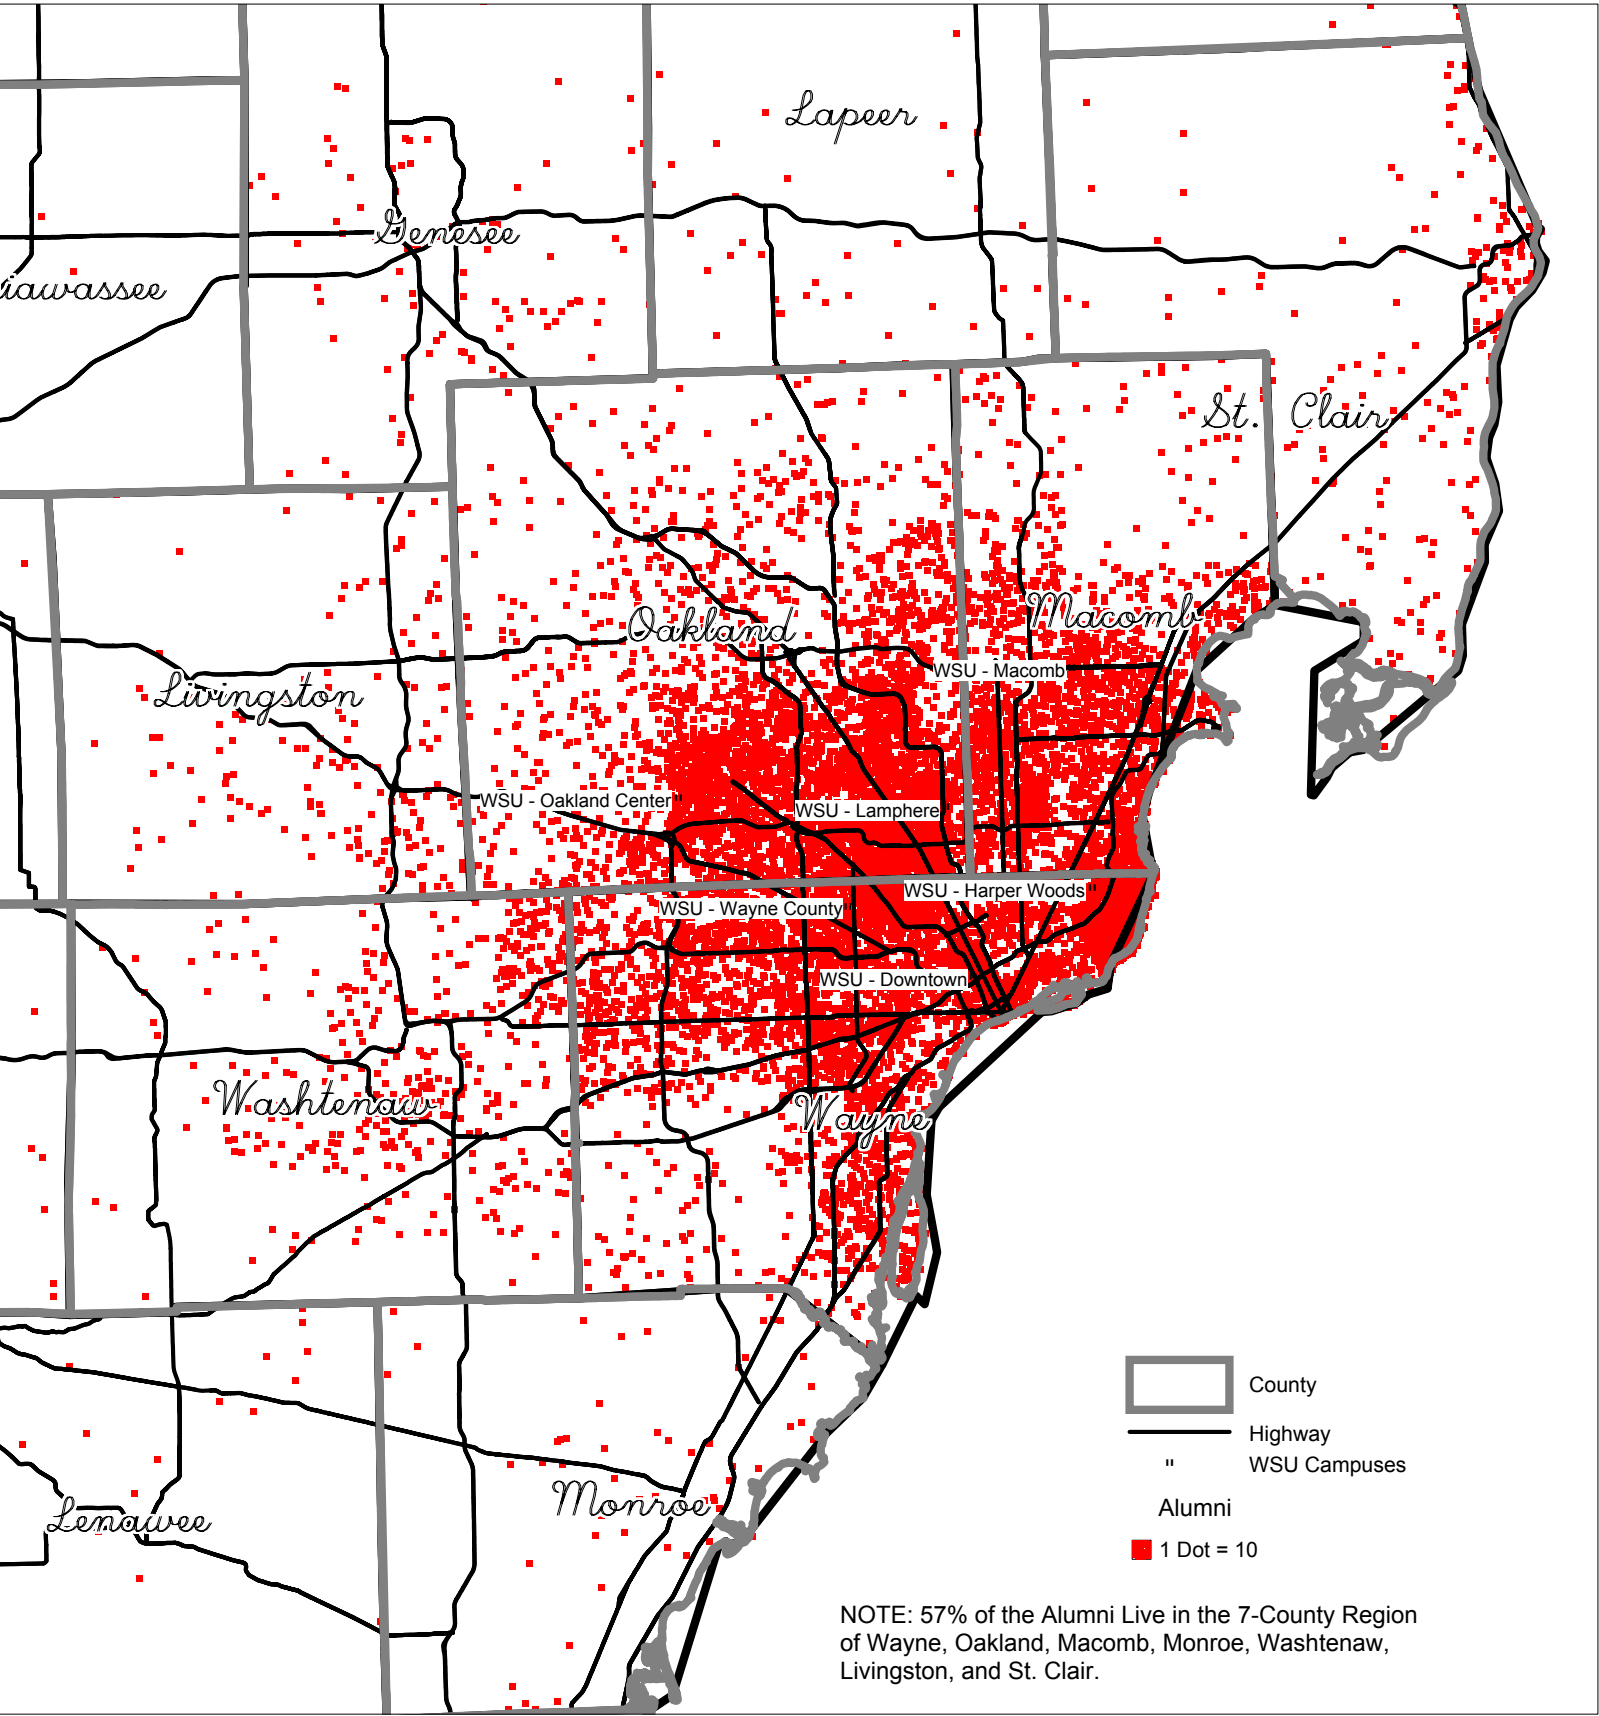 Lapeer
Genesee
iawassee
St. Clair
Macomb
Oakland
WSU - Macomb
Livingston
WSU - Oakland Center "
WSU - Lamphere "
WSU - Harper Woods "
WSU - Wayne County "
WSU - Downtown
Washtenaw
Wayne
County
Highway
" WSU Campuses
Monroe
Alumni
Lenawee
1 Dot = 10
NOTE: 57% of the Alumni Live in the 7-County Region
of Wayne, Oakland, Macomb, Monroe, Washtenaw,
Livingston, and St. Clair.